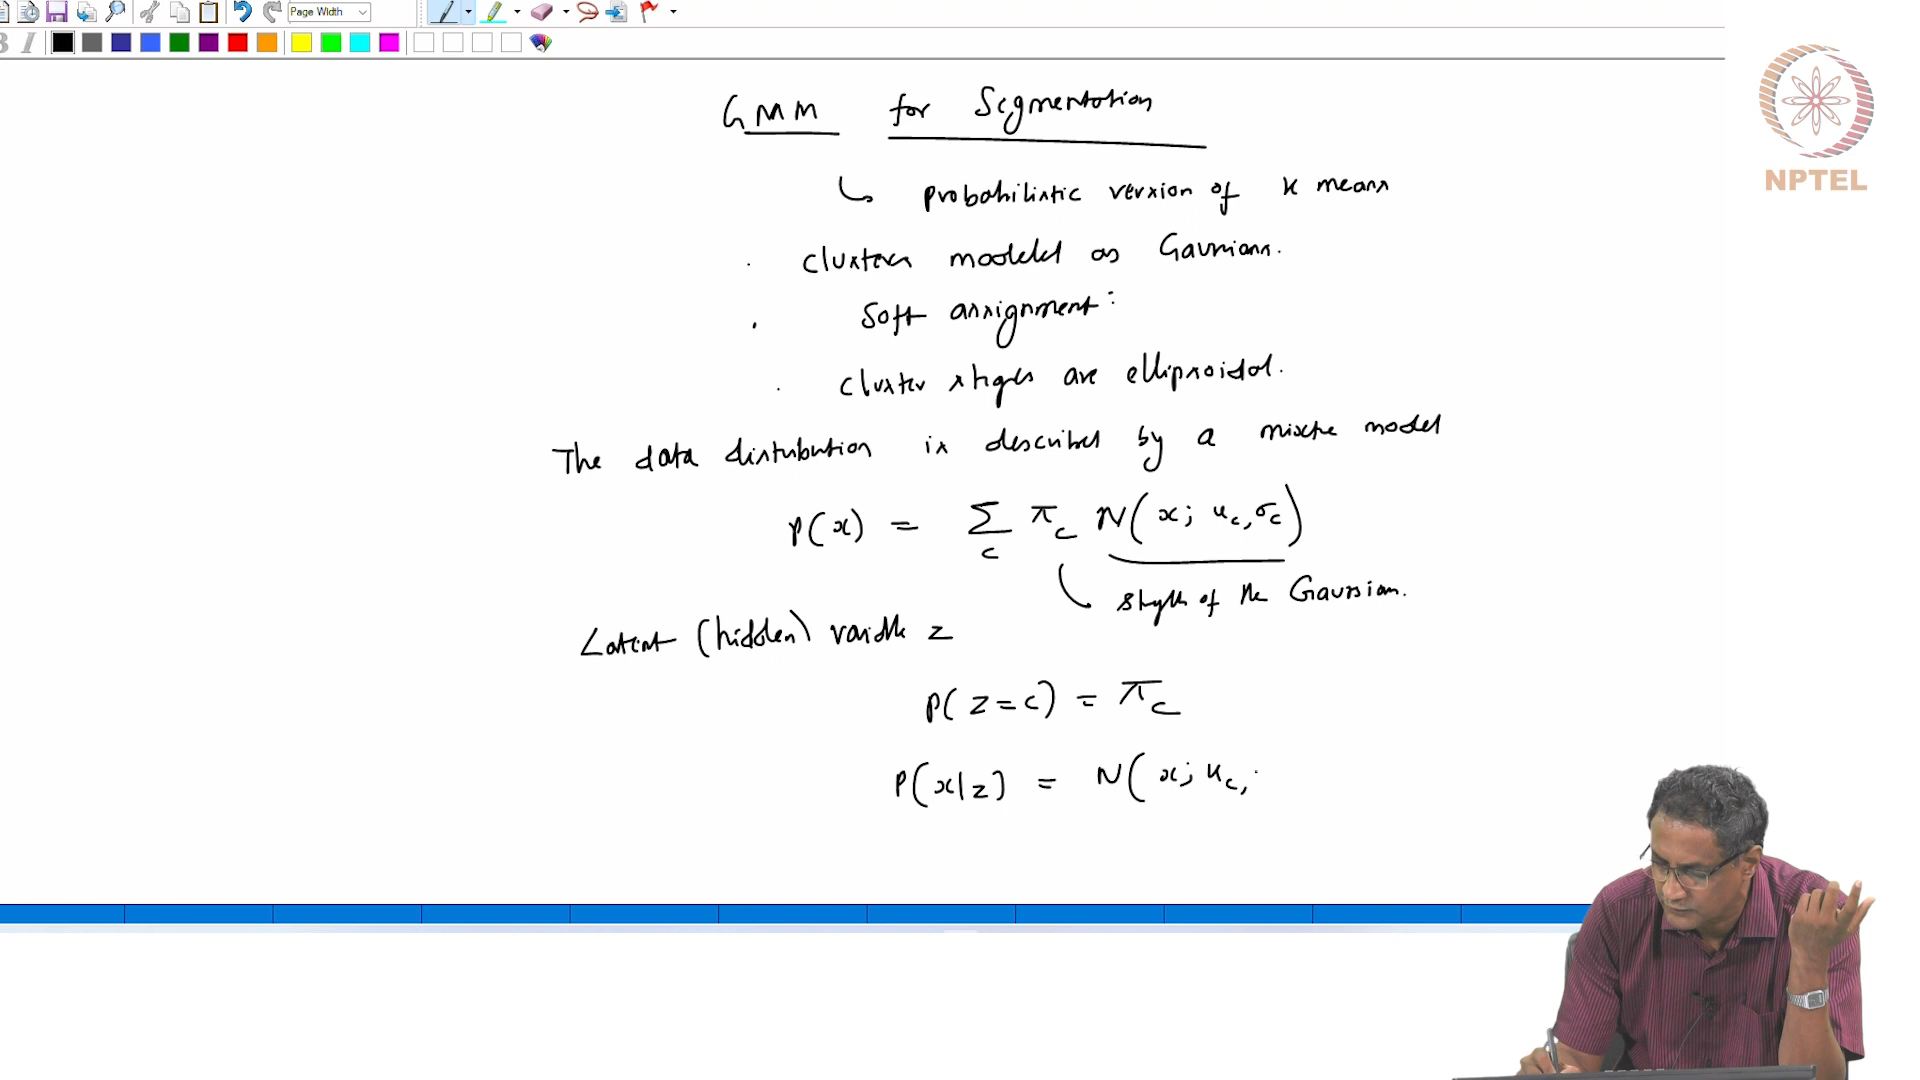 Page Width
NPTEL
GMM for Segmentation
probabilistic version of K means
· clusters modeled as Gaussians.
· Soft assignment:
· cluster shapes are ellipsoidal.
The data distribution is described by a mixture model
P(x) = Σ_c π_c N(x; μ_c, σ_c)
of the Gaussian.
Latent (hidden) variable z
P(z=c) = π_c
P(x|z) = N(x; μ_c,